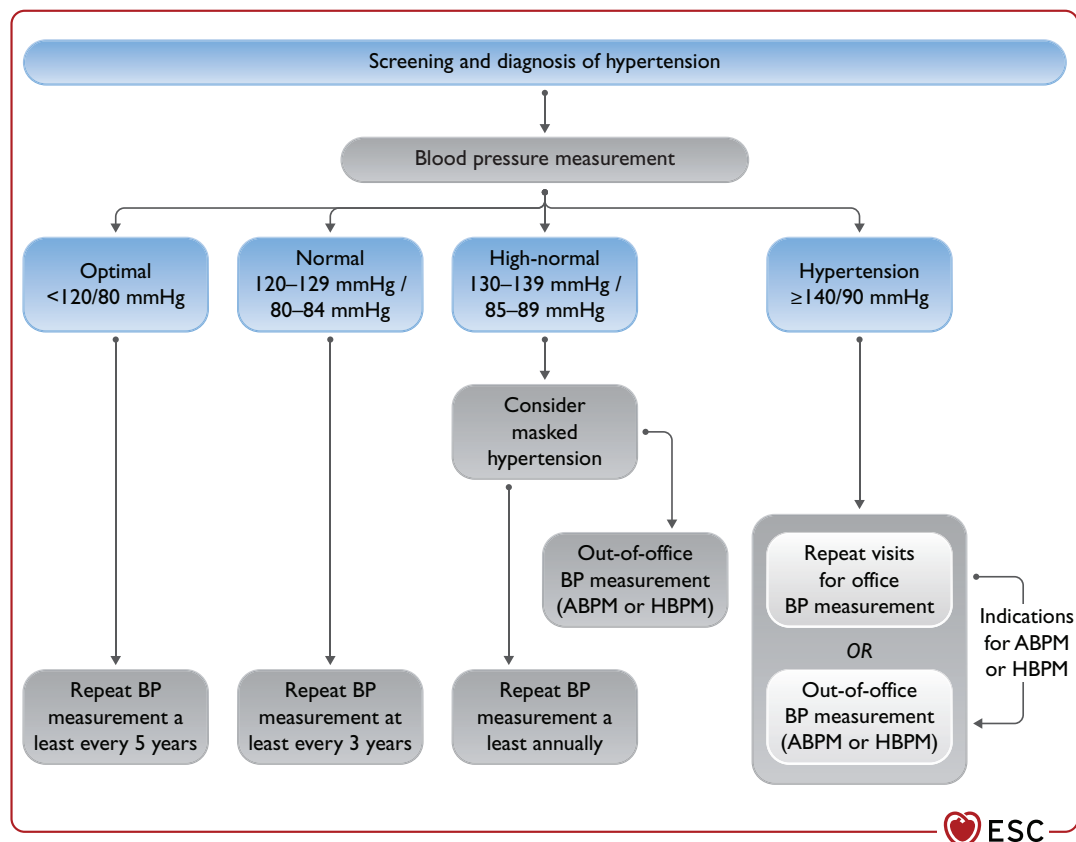 Screening and diagnosis of hypertension
Blood pressure measurement
Optimal
<120/80 mmHg
Normal
120–129 mmHg /
80–84 mmHg
High-normal
130–139 mmHg /
85–89 mmHg
Hypertension
≥140/90 mmHg
Consider
masked
hypertension
Out-of-office
BP measurement
(ABPM or HBPM)
Repeat visits
for office
BP measurement
OR
Out-of-office
BP measurement
(ABPM or HBPM)
Indications
for ABPM
or HBPM
Repeat BP
measurement a
least every 5 years
Repeat BP
measurement at
least every 3 years
Repeat BP
measurement a
least annually
ESC